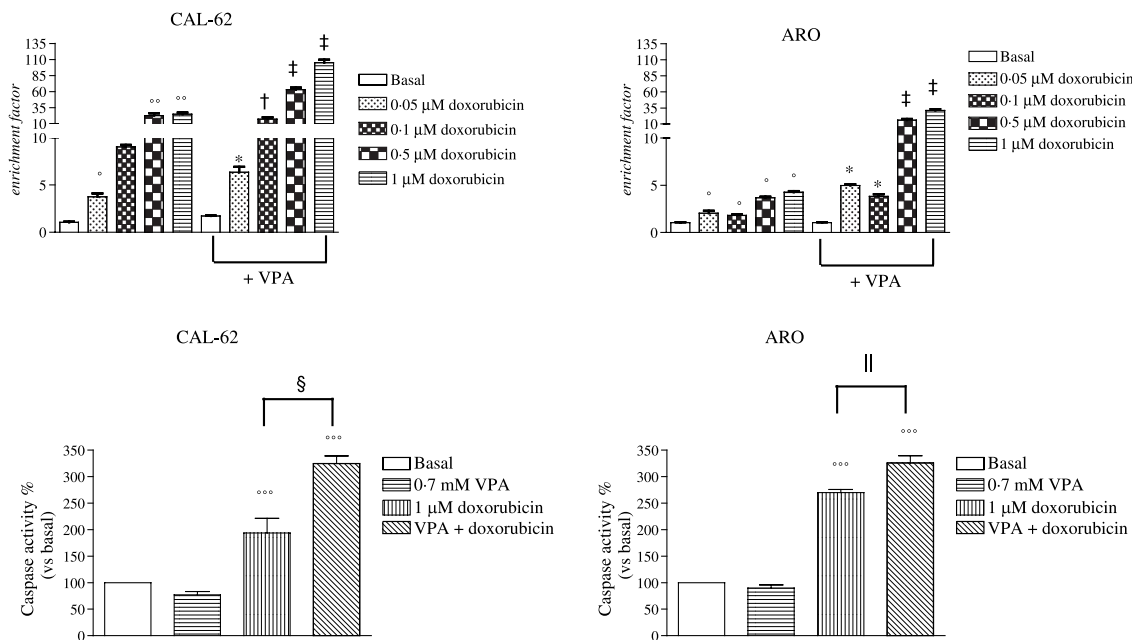 CAL-62
enrichment factor
135
110
85
60
35
10
10
5
0
°
°°
°°
*
†
‡
‡
+ VPA
Basal
0·05 µM doxorubicin
0·1 µM doxorubicin
0·5 µM doxorubicin
1 µM doxorubicin
ARO
enrichment factor
135
110
85
60
35
10
10
5
0
°
°
°
°
*
*
‡
‡
+ VPA
Basal
0·05 µM doxorubicin
0·1 µM doxorubicin
0·5 µM doxorubicin
1 µM doxorubicin
CAL-62
§
Caspase activity %
(vs basal)
350
300
250
200
150
100
50
0
°°°
°°°
Basal
0·7 mM VPA
1 µM doxorubicin
VPA + doxorubicin
ARO
||
Caspase activity %
(vs basal)
350
300
250
200
150
100
50
0
°°°
°°°
Basal
0·7 mM VPA
1 µM doxorubicin
VPA + doxorubicin